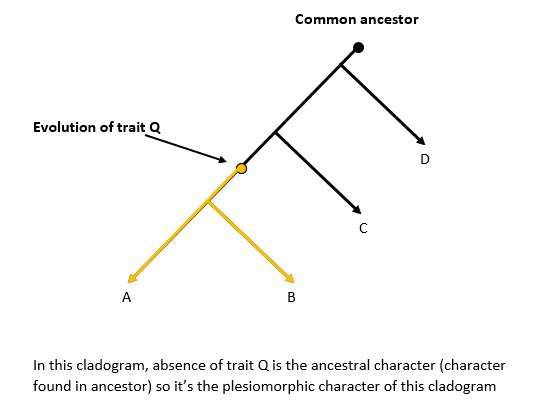 Common ancestor
Evolution of trait Q
D
C
A
B
In this cladogram, absence of trait Q is the ancestral character (character
found in ancestor) so it’s the plesiomorphic character of this cladogram